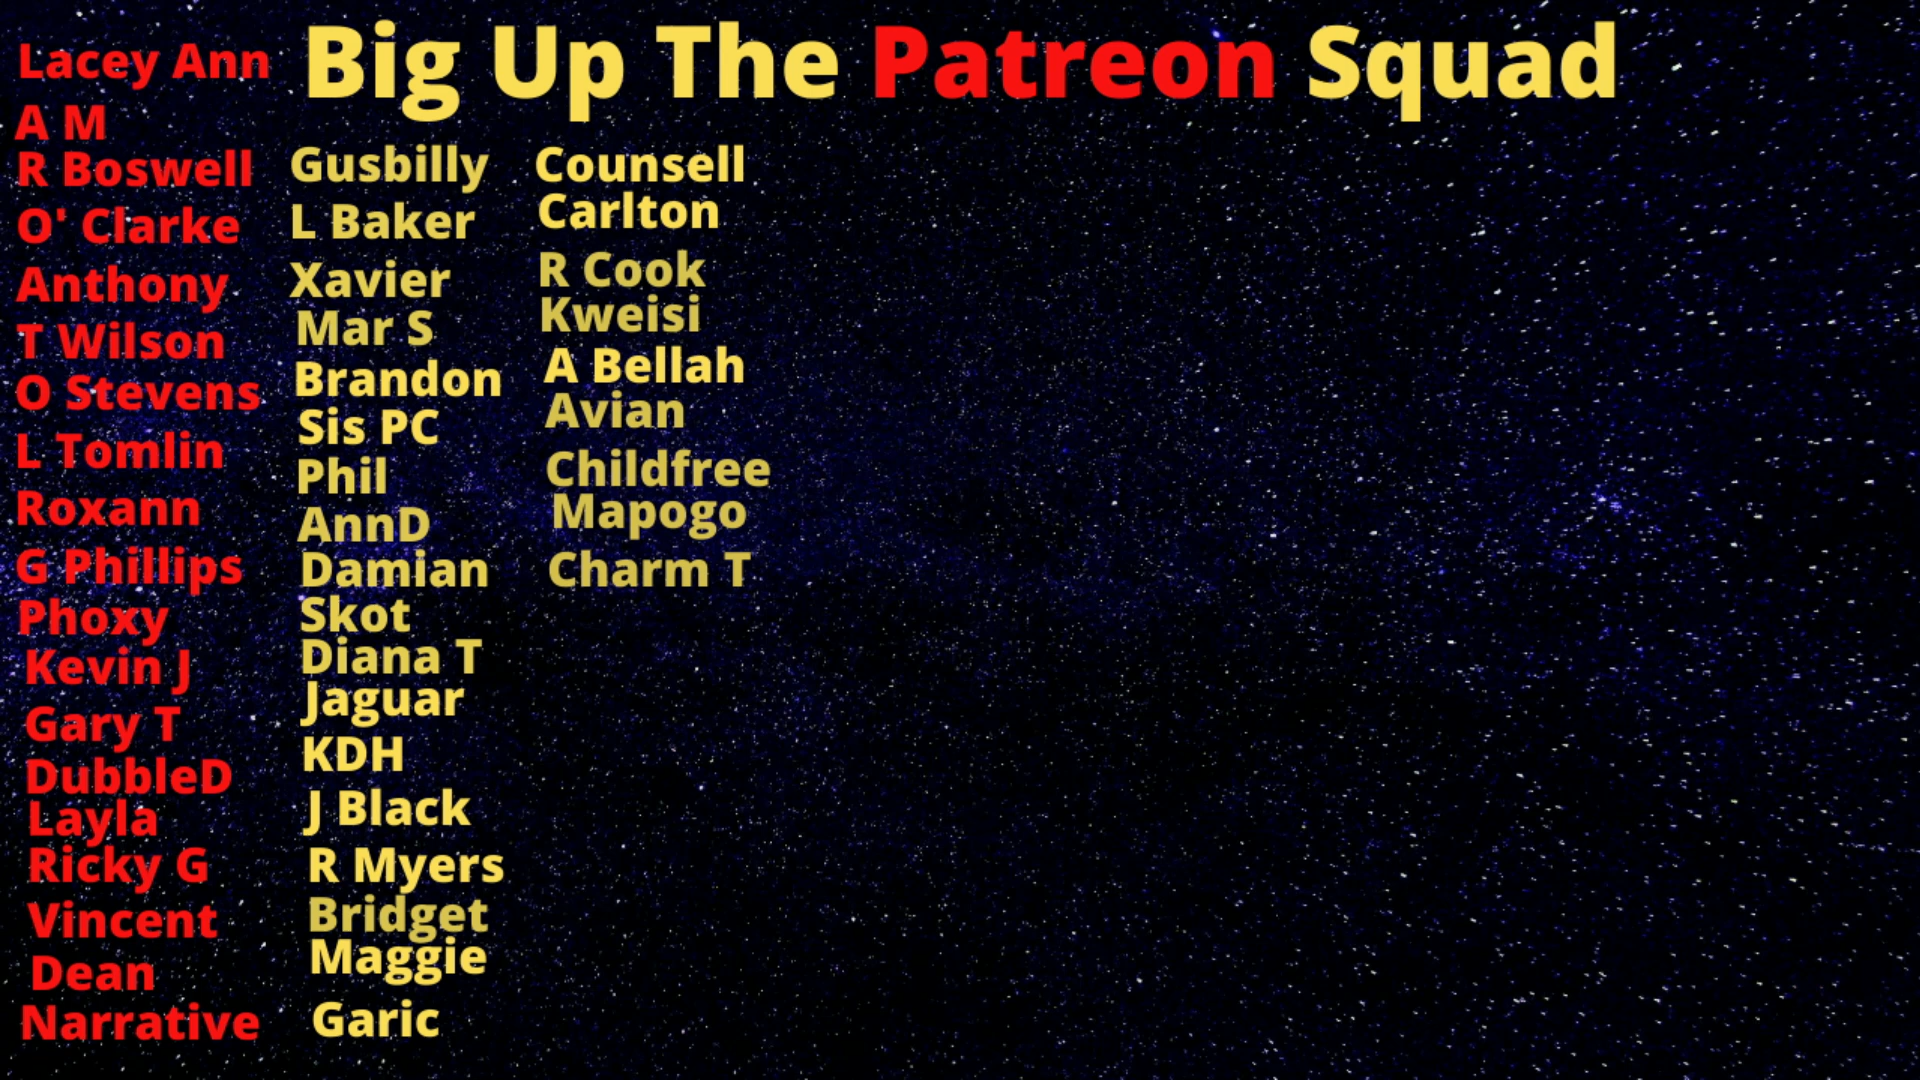 Big Up The Patreon Squad
Lacey Ann
A M
R Boswell
O' Clarke
Anthony
T Wilson
O Stevens
L Tomlin
Roxann
G Phillips
Phoxy
Kevin J
Gary T
DubbleD
Layla
Ricky G
Vincent
Dean
Narrative
Gusbilly
L Baker
Xavier
Mar S
Brandon
Sis PC
Phil
AnnD
Damian
Skot
Diana T
Jaguar
KDH
J Black
R Myers
Bridget
Maggie
Garic
Counsell
Carlton
R Cook
Kweisi
A Bellah
Avian
Childfree
Mapogo
Charm T